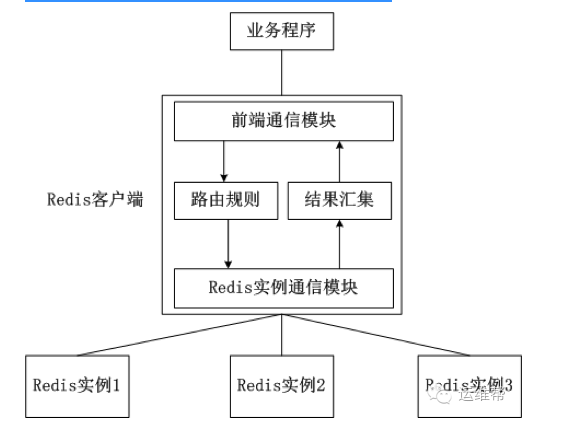 业务程序
前端通信模块
Redis客户端
路由规则
结果汇集
Redis实例通信模块
Redis实例1
Redis实例2
Redis实例3
运维帮